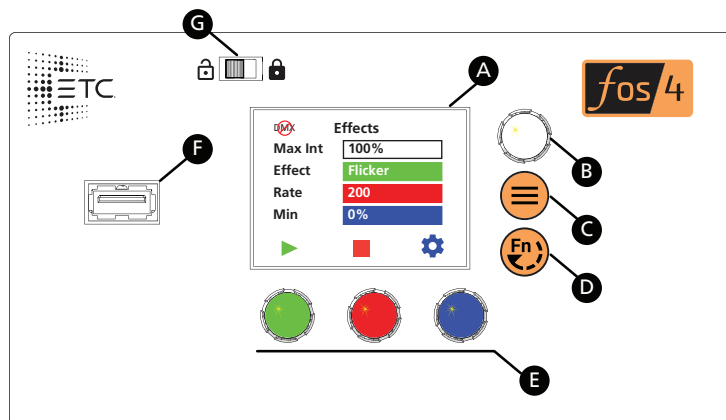 G
ETC
A
fos/4
DMX Effects
Max Int 100%
Effect Flicker
Rate 200
Min 0%
F
B
C
Fn
D
E